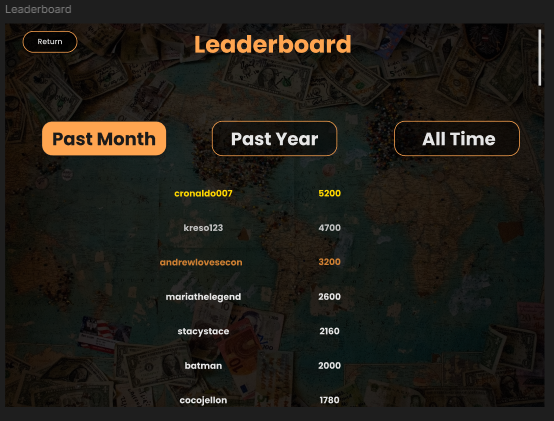 Leaderboard
Return
Leaderboard
Past Month Past Year All Time
cronaldo007 5200
kreso123 4700
andrewlovesecon 3200
mariathelegend 2600
stacystace 2160
batman 2000
cocojellon 1780